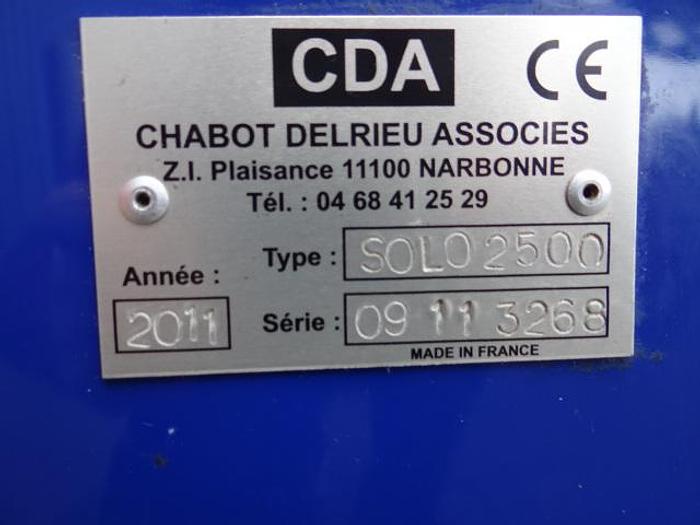 CDA CE
CHABOT DELRIEU ASSOCIES
Z.I. Plaisance 11100 NARBONNE
Tél. : 04 68 41 25 29
Type : SOLO 2500
Année :
2011
Série : 09 11 3268
MADE IN FRANCE